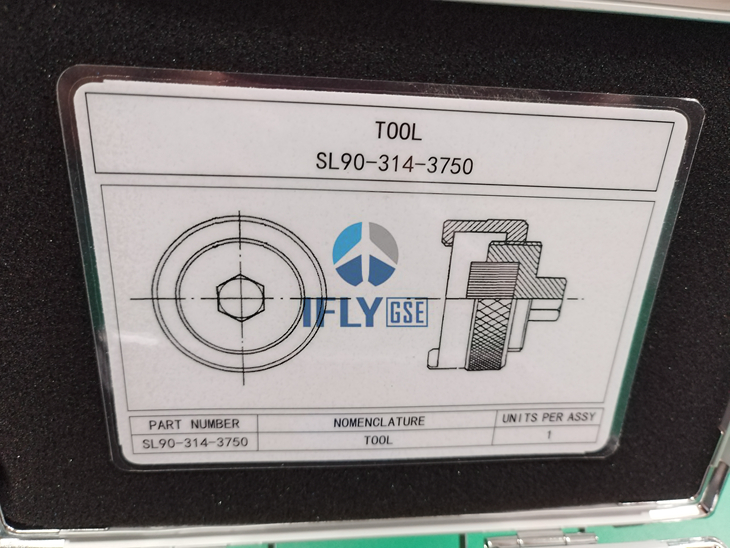 TOOL
SL90-314-3750
IFLY GSE
PART NUMBER NOMENCLATURE UNITS PER ASSY
SL90-314-3750 TOOL 1